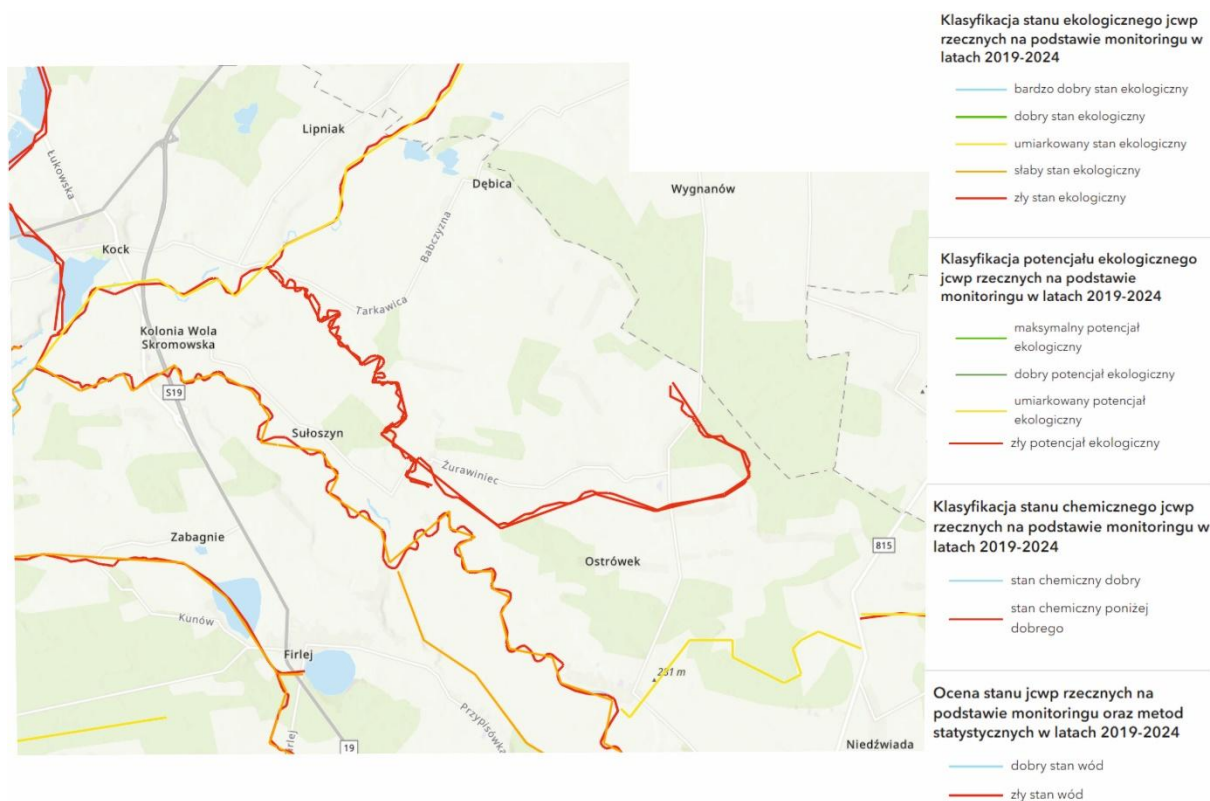 Klasyfikacja stanu ekologicznego jcwp
rzecznych na podstawie monitoringu w
latach 2019-2024
bardzo dobry stan ekologiczny
dobry stan ekologiczny
umiarkowany stan ekologiczny
słaby stan ekologiczny
zły stan ekologiczny
Klasyfikacja potencjału ekologicznego
jcwp rzecznych na podstawie
monitoringu w latach 2019-2024
maksymalny potencjał
ekologiczny
dobry potencjał ekologiczny
umiarkowany potencjał
ekologiczny
zły potencjał ekologiczny
Klasyfikacja stanu chemicznego jcwp
rzecznych na podstawie monitoringu w
latach 2019-2024
stan chemiczny dobry
stan chemiczny poniżej
dobrego
Ocena stanu jcwp rzecznych na
podstawie monitoringu oraz metod
statystycznych w latach 2019-2024
dobry stan wód
zły stan wód
Lipniak
Łukowska
Dębica
Wygnanów
Babczyzna
Kock
Tarkawica
Kolonia Wola
Skromowska
S19
Sułoszyn
Żurawiniec
Zabagnie
815
Ostrówek
Kunów
Firlej
231 m
Przypisówka
19
Niedźwiada